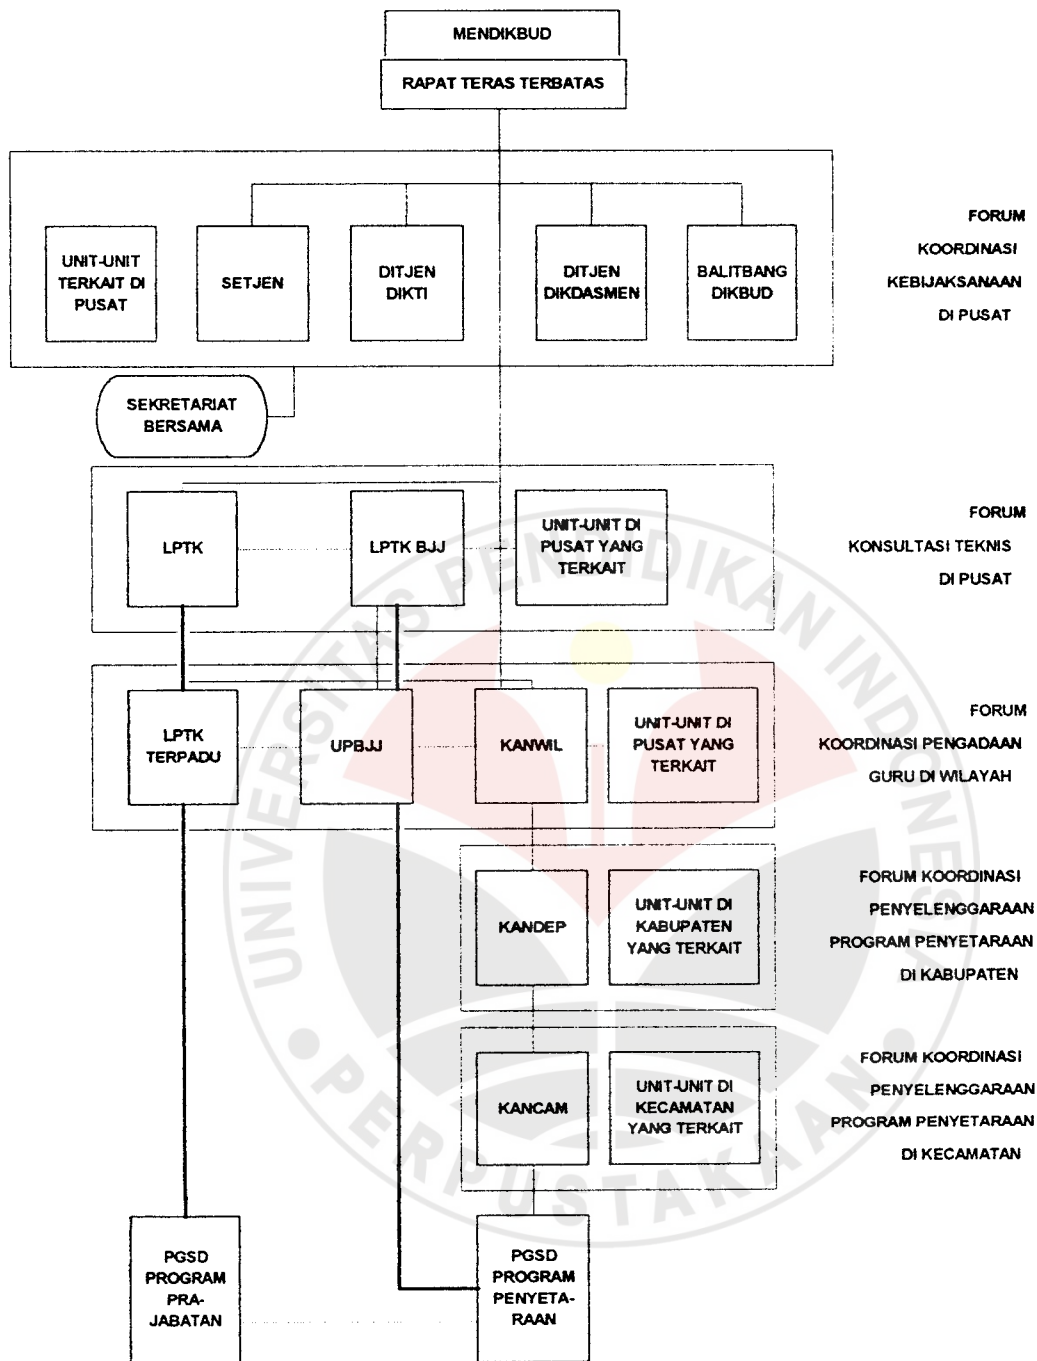 MENDIKBUD
RAPAT TERAS TERBATAS
UNIT-UNIT
TERKAIT DI
PUSAT
SETJEN
DITJEN
DIKTI
DITJEN
DIKDASMEN
BALITBANG
DIKBUD
FORUM
KOORDINASI
KEBIJAKSANAAN
DI PUSAT
SEKRETARIAT
BERSAMA
LPTK
LPTK BJJ
UNIT-UNIT DI
PUSAT YANG
TERKAIT
FORUM
KONSULTASI TEKNIS
DI PUSAT
LPTK
TERPADU
UPBJJ
KANWIL
UNIT-UNIT DI
PUSAT YANG
TERKAIT
FORUM
KOORDINASI PENGADAAN
GURU DI WILAYAH
KANDEP
UNIT-UNIT DI
KABUPATEN
YANG TERKAIT
FORUM KOORDINASI
PENYELENGGARAAN
PROGRAM PENYETARAAN
DI KABUPATEN
KANCAM
UNIT-UNIT DI
KECAMATAN
YANG TERKAIT
FORUM KOORDINASI
PENYELENGGARAAN
PROGRAM PENYETARAAN
DI KECAMATAN
PGSD
PROGRAM
PRA-
JABATAN
PGSD
PROGRAM
PENYETA-
RAAN
UNIVERSITAS PENDIDIKAN INDONESIA
PERPUSTAKAAN